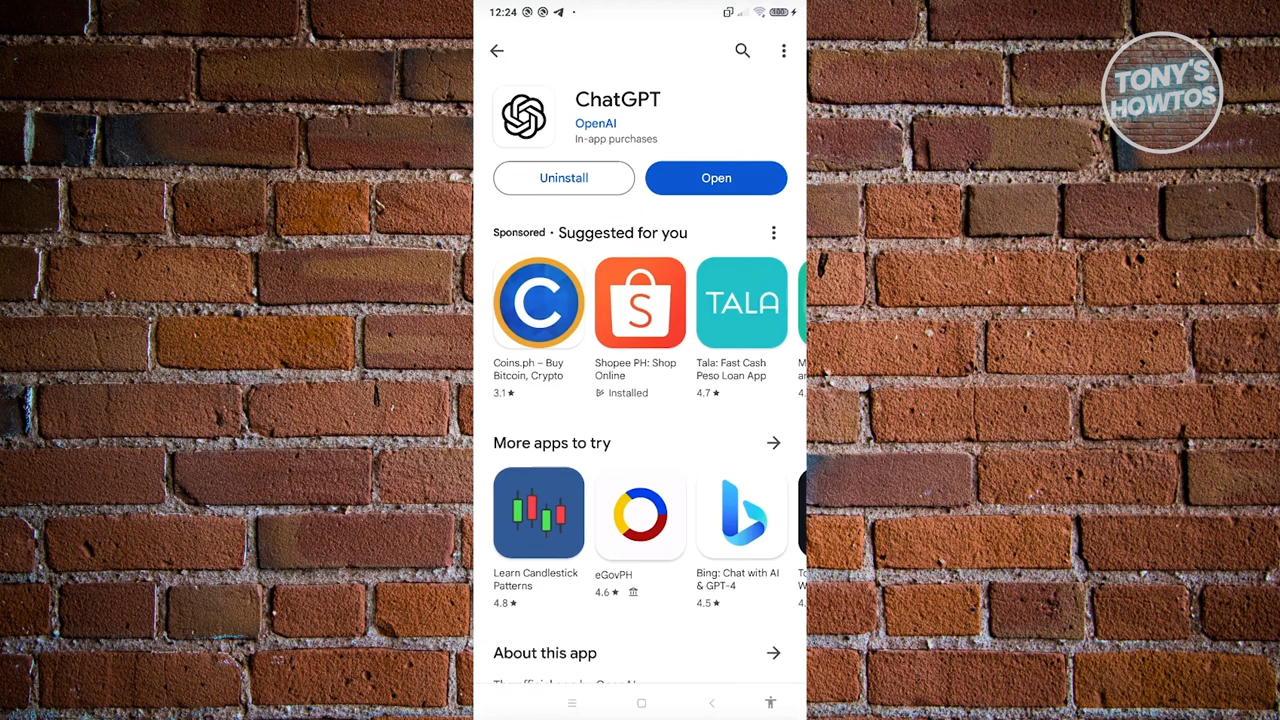 12:24
100
TONY'S
HOWTOS
ChatGPT
OpenAI
In-app purchases
Uninstall
Open
Sponsored • Suggested for you
C
S
TALA
Coins.ph – Buy
Bitcoin, Crypto
3.1★
Shopee PH: Shop
Online
Installed
Tala: Fast Cash
Peso Loan App
4.7★
4.
More apps to try
Learn Candlestick
Patterns
4.8★
eGovPH
4.6★
Bing: Chat with AI
& GPT-4
4.5★
4.
About this app